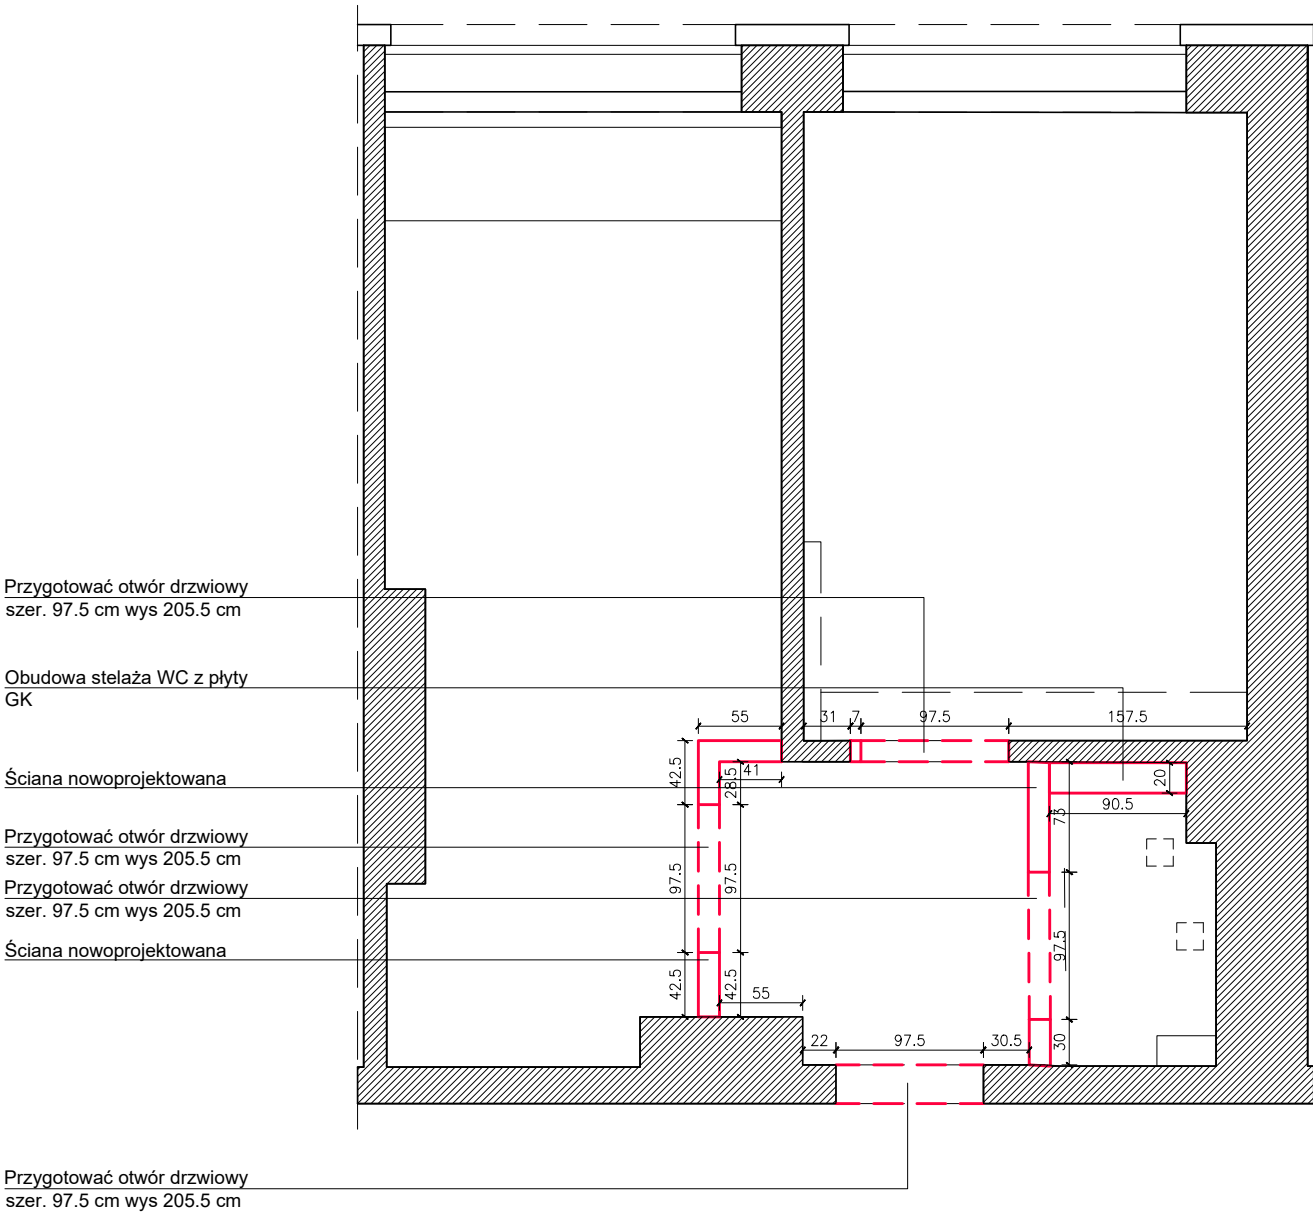 Przygotować otwór drzwiowy
szer. 97.5 cm wys 205.5 cm
Obudowa stelaża WC z płyty
GK
55
31
7
97.5
157.5
42.5
28.5
41
20
90.5
73
Ściana nowoprojektowana
Przygotować otwór drzwiowy
szer. 97.5 cm wys 205.5 cm
97.5
97.5
Przygotować otwór drzwiowy
szer. 97.5 cm wys 205.5 cm
Ściana nowoprojektowana
97.5
42.5
42.5
55
22
97.5
30.5
30
Przygotować otwór drzwiowy
szer. 97.5 cm wys 205.5 cm